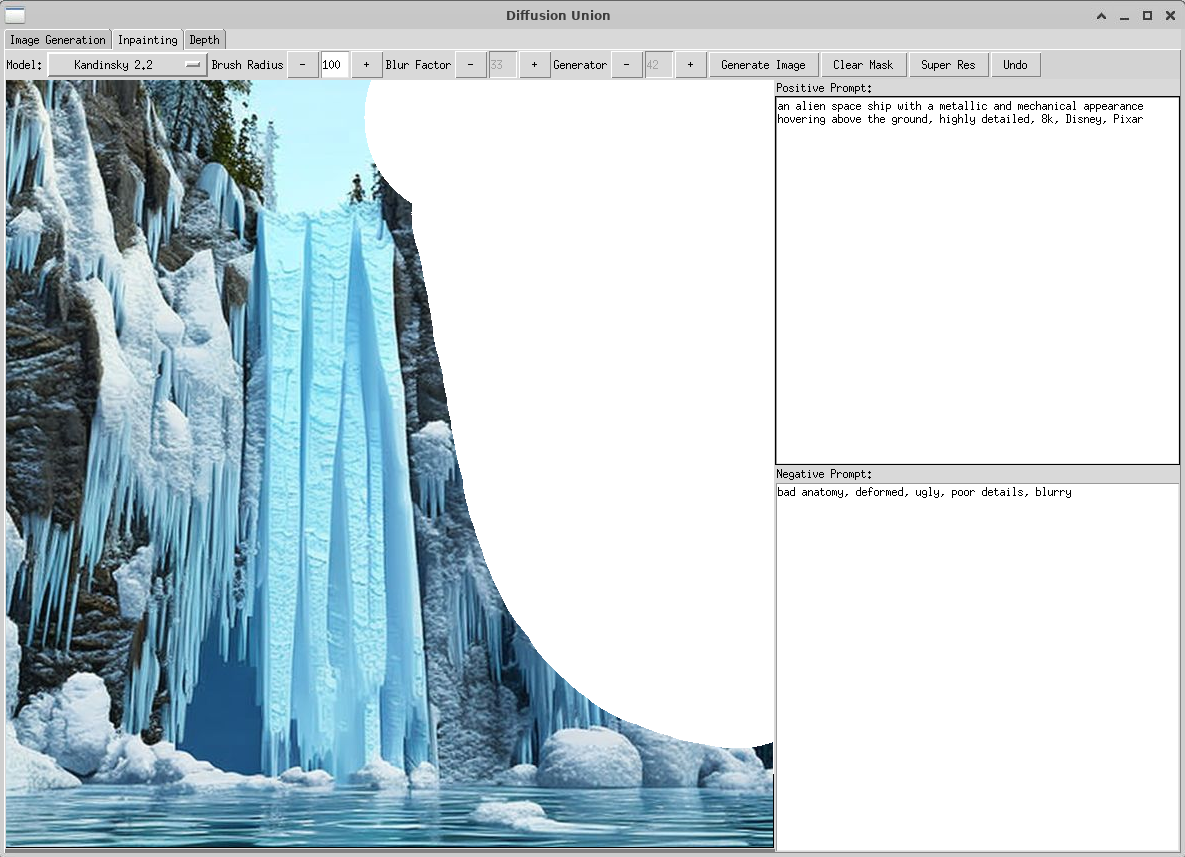 Diffusion Union
Image Generation Inpainting Depth
Model: Kandinsky 2.2 Brush Radius - 100 + Blur Factor - 33 + Generator - 42 + Generate Image Clear Mask Super Res Undo
Positive Prompt:
an alien space ship with a metallic and mechanical appearance
hovering above the ground, highly detailed, 8k, Disney, Pixar
Negative Prompt:
bad anatomy, deformed, ugly, poor details, blurry